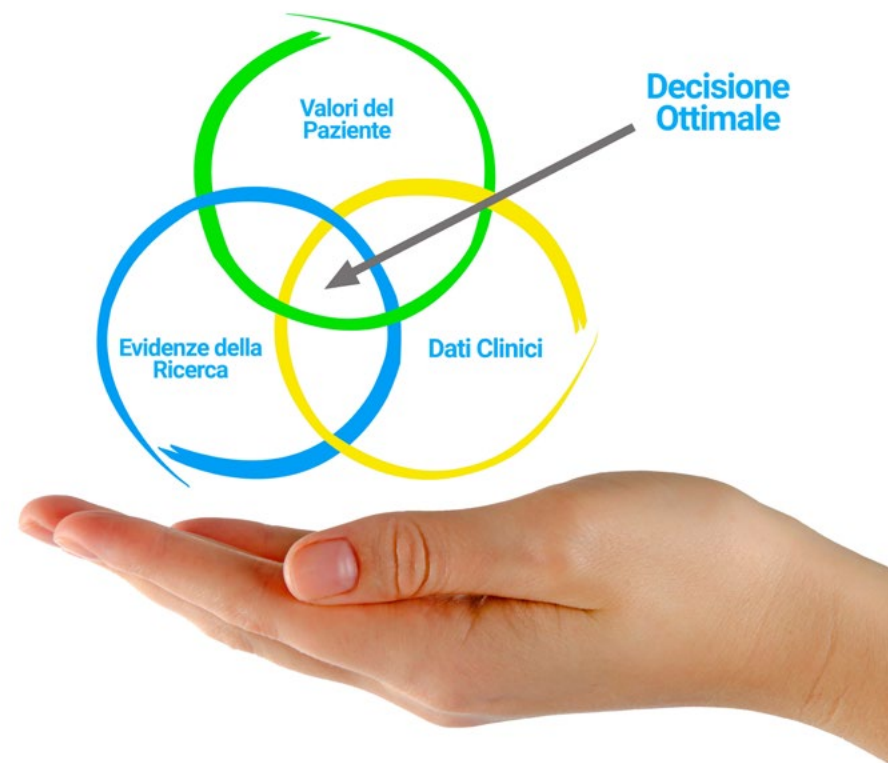 Valori del
Paziente
Decisione
Ottimale
Evidenze della
Ricerca
Dati Clinici